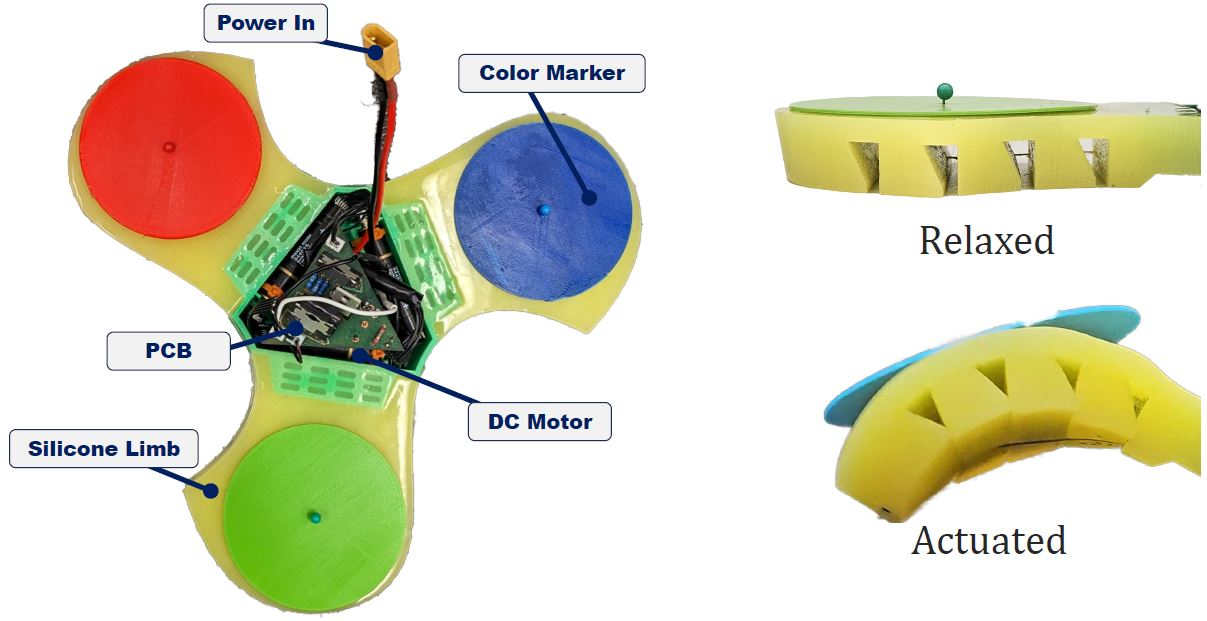 Power In
Color Marker
PCB
DC Motor
Silicone Limb
Relaxed
Actuated